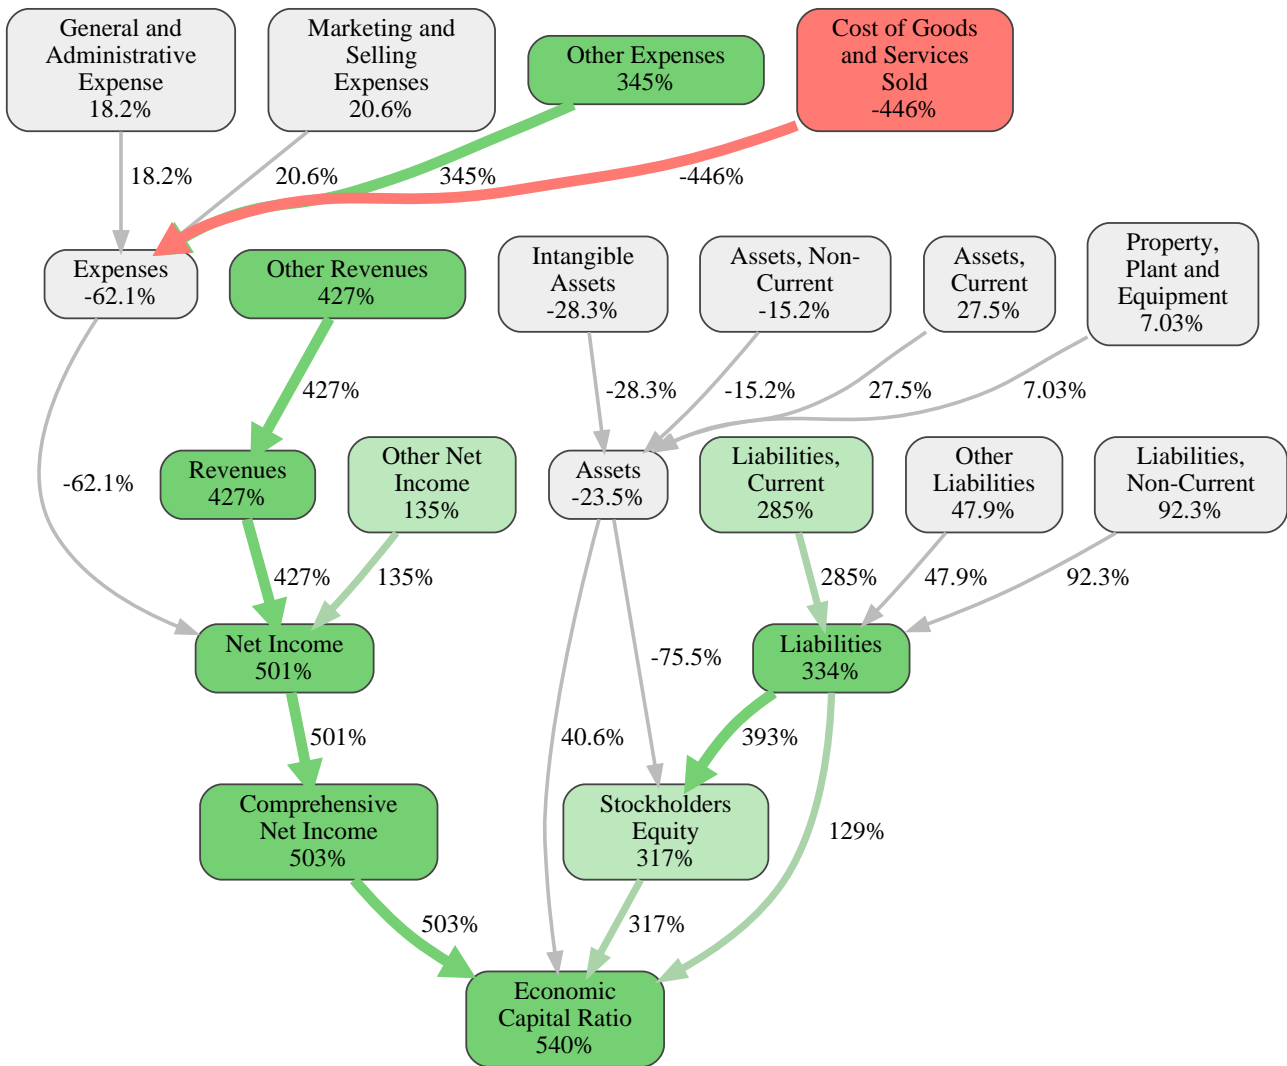 General and
Administrative
Expense
18.2%
Marketing and
Selling
Expenses
20.6%
Other Expenses
345%
Cost of Goods
and Services
Sold
-446%
18.2%
20.6%
345%
-446%
Expenses
-62.1%
Other Revenues
427%
Intangible
Assets
-28.3%
Assets, Non-
Current
-15.2%
Assets,
Current
27.5%
Property,
Plant and
Equipment
7.03%
427%
-28.3%
-15.2%
27.5%
7.03%
-62.1%
Revenues
427%
Other Net
Income
135%
Assets
-23.5%
Liabilities,
Current
285%
Other
Liabilities
47.9%
Liabilities,
Non-Current
92.3%
427%
135%
285%
47.9%
92.3%
Net Income
501%
-75.5%
Liabilities
334%
501%
40.6%
393%
Comprehensive
Net Income
503%
Stockholders
Equity
317%
129%
503%
317%
Economic
Capital Ratio
540%